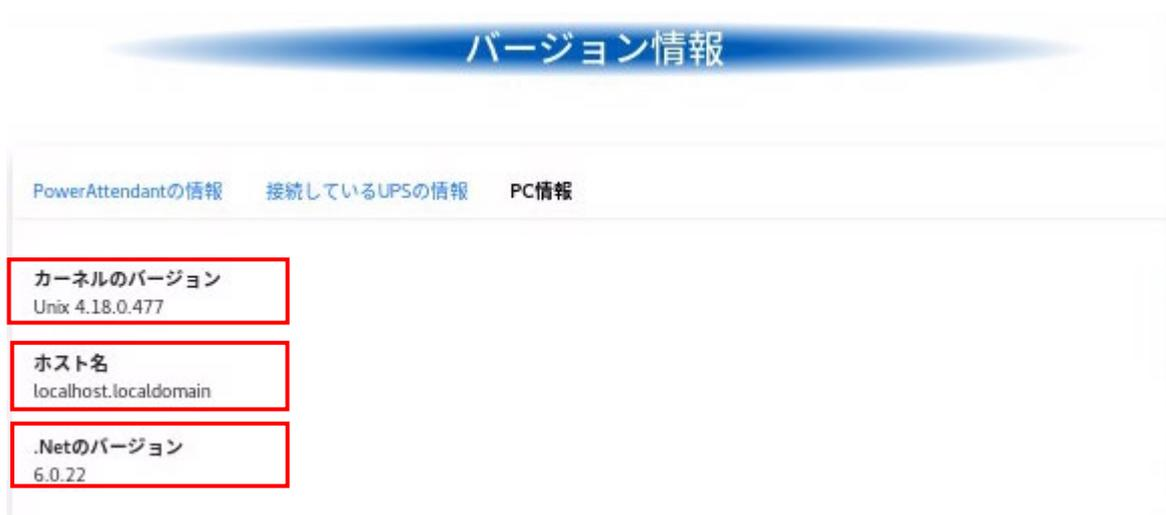 バージョン情報
PowerAttendantの情報 接続しているUPSの情報 PC情報
カーネルのバージョン
Unix 4.18.0.477
ホスト名
localhost.localdomain
.Netのバージョン
6.0.22